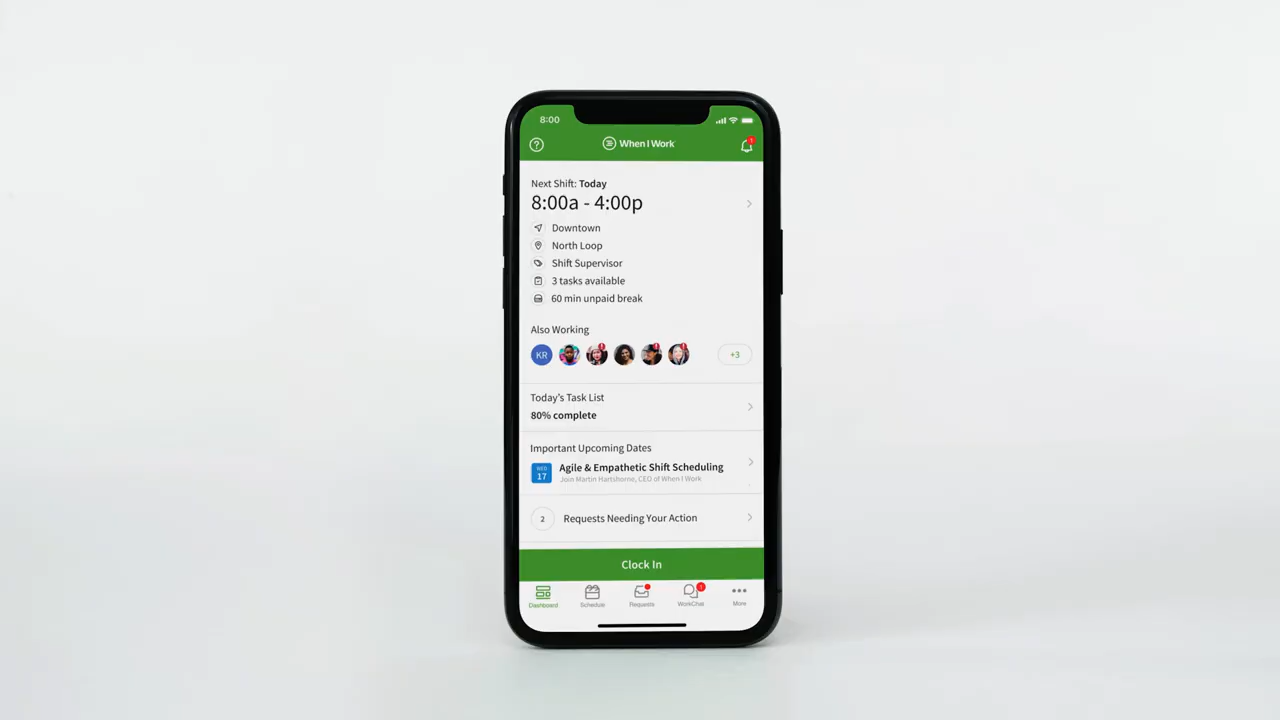 8:00
When I Work
Next Shift: Today
8:00a - 4:00p
Downtown
North Loop
Shift Supervisor
3 tasks available
60 min unpaid break
Also Working
KR
+3
Today's Task List
80% complete
Important Upcoming Dates
WED
17
Agile & Empathetic Shift Scheduling
Join Martin Hartshorne, CEO of When I Work
2
Requests Needing Your Action
Clock In
Dashboard
Schedule
Requests
WorkChat
More